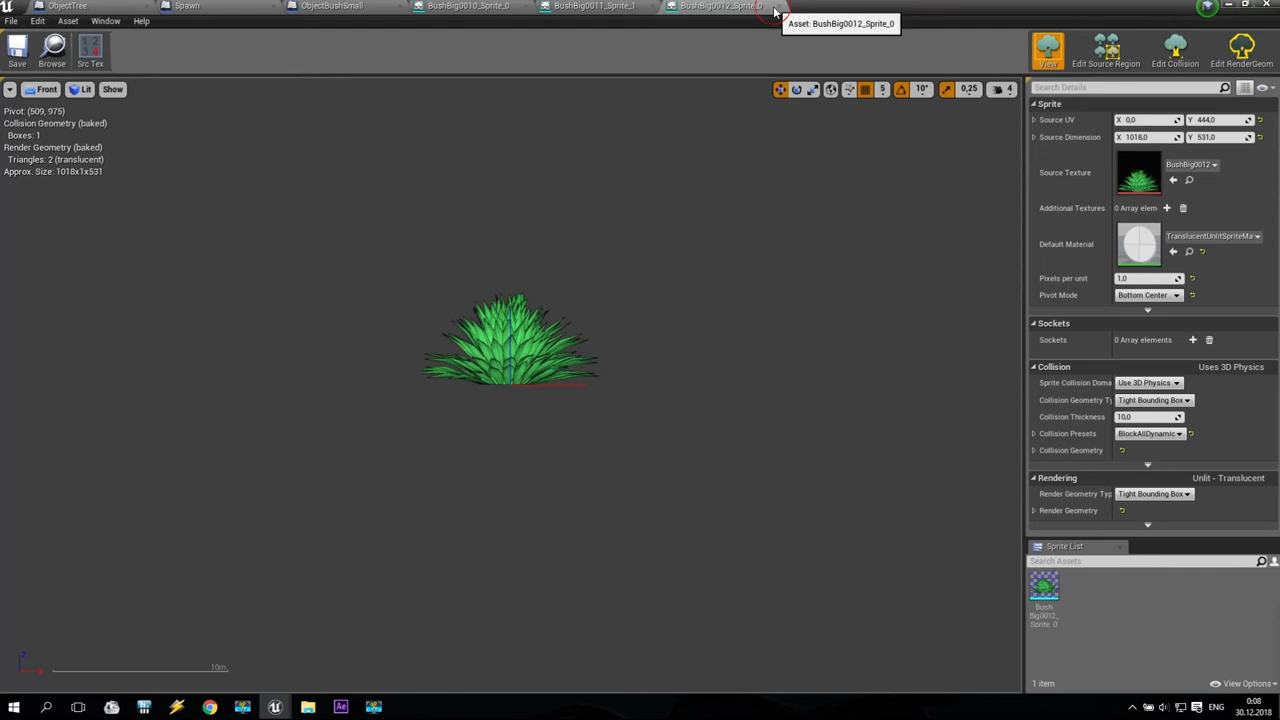 ObjectTree Spawn ObjectBushSmall BushBig0010_Sprite_0 BushBig0011_Sprite_1 BushBig0012_Sprite_0
File Edit Asset Window Help
Asset: BushBig0012_Sprite_0
Save Browse Src Tex View Edit Source Region Edit Collision Edit RenderGeom
Front Lit Show 5 10° 0,25 4
Search Details
Pivot: (509, 975)
Collision Geometry (baked)
Boxes: 1
Render Geometry (baked)
Triangles: 2 (translucent)
Approx. Size: 1018x1x531
Sprite
Source UV X 0,0 Y 444,0
Source Dimension X 1018,0 Y 531,0
Source Texture BushBig0012
Additional Textures 0 Array elem
Default Material TranslucentUnlitSpriteMa
Pixels per unit 1,0
Pivot Mode Bottom Center
Sockets
Sockets 0 Array elements
Collision Uses 3D Physics
Sprite Collision Doma Use 3D Physics
Collision Geometry Ty Tight Bounding Box
Collision Thickness 10,0
Collision Presets BlockAllDynamic
Collision Geometry
Rendering Unlit - Translucent
Render Geometry Typ Tight Bounding Box
Render Geometry
Sprite List
Search Assets
Bush
Big0012_
Sprite_0
Z
X
10m
1 item View Options
ENG
0:08
30.12.2018
Ae